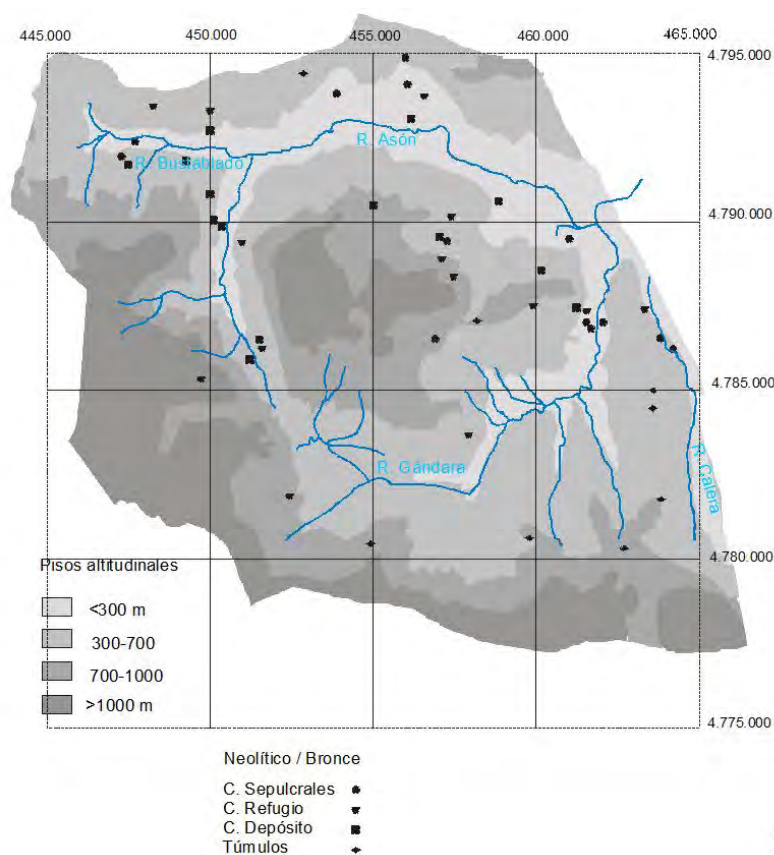 445.000 450.000 455.000 460.000 465.000
4.795.000
R. Asón
R. Bustablado
4.790.000
4.785.000
R. Gándara
R. Calera
4.780.000
Pisos altitudinales
<300 m
300-700
700-1000
>1000 m
4.775.000
Neolítico / Bronce
C. Sepulcrales
C. Refugio
C. Depósito
Túmulos